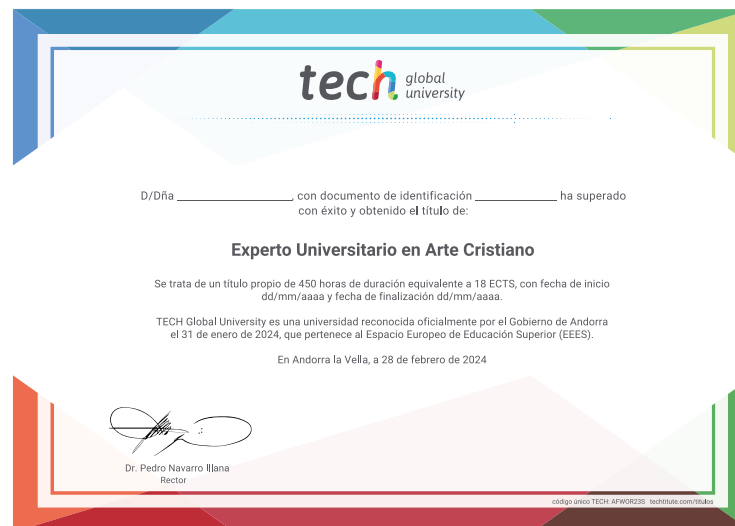 tech global university
D/Dña ____________________, con documento de identificación ______________ ha superado
con éxito y obtenido el título de:
Experto Universitario en Arte Cristiano
Se trata de un título propio de 450 horas de duración equivalente a 18 ECTS, con fecha de inicio
dd/mm/aaaa y fecha de finalización dd/mm/aaaa.
TECH Global University es una universidad reconocida oficialmente por el Gobierno de Andorra
el 31 de enero de 2024, que pertenece al Espacio Europeo de Educación Superior (EEES).
En Andorra la Vella, a 28 de febrero de 2024
Dr. Pedro Navarro Illana
Rector
código único TECH: AFWOR23S techtitute.com/titulos